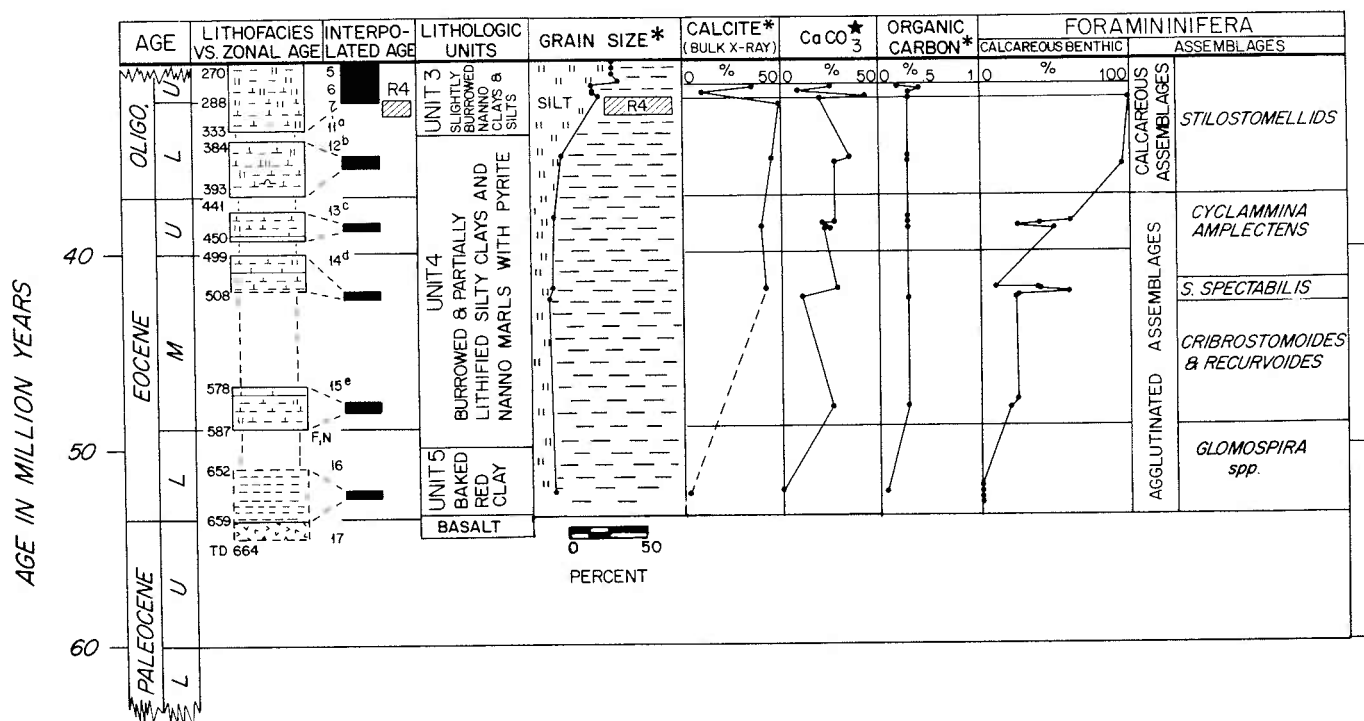 AGE
LITHOFACIES
VS. ZONAL AGE
INTERPO-
LATED AGE
LITHOLOGIC
UNITS
GRAIN SIZE*
CALCITE*
(BULK X-RAY)
CaCO3★
ORGANIC
CARBON*
FORAMININIFERA
CALCAREOUS BENTHIC
ASSEMBLAGES
0 % 50
0 % 50
0 % 5 1
0 % 100
AGE IN MILLION YEARS
40
50
60
OLIGO.
U
L
EOCENE
U
M
L
PALEOCENE
U
L
270
288
333
384
393
441
450
499
508
578
587
652
659
TD 664
5
6
7
R4
11a
12b
13c
14d
15e
F,N
16
17
UNIT 3
SLIGHTLY
BURROWED
NANNO
CLAYS &
SILTS
UNIT4
BURROWED & PARTIALLY
LITHIFIED SILTY CLAYS AND
NANNO MARLS WITH PYRITE
UNIT5
BAKED
RED
CLAY
BASALT
SILT
R4
0 50
PERCENT
CALCAREOUS
ASSEMBLAGES
AGGLUTINATED ASSEMBLAGES
STILOSTOMELLIDS
CYCLAMMINA
AMPLECTENS
S. SPECTABILIS
CRIBROSTOMOIDES
& RECURVOIDES
GLOMOSPIRA
spp.